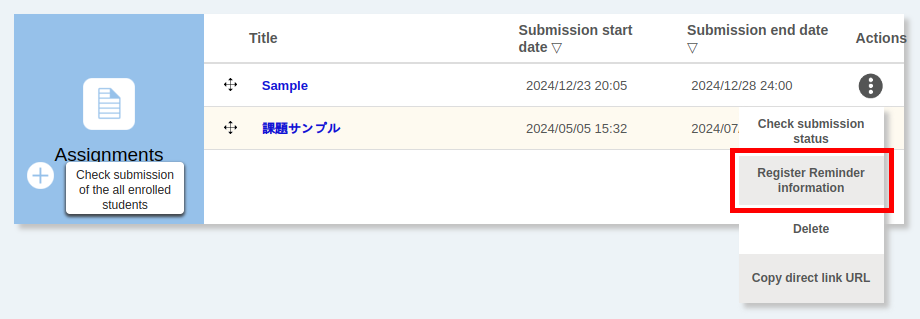 Title
Submission start
date ▽
Submission end date
▽
Actions
Sample
2024/12/23 20:05
2024/12/28 24:00
課題サンプル
2024/05/05 15:32
2024/07/
Assignments
Check submission
of the all enrolled
students
Check submission
status
Register Reminder
information
Delete
Copy direct link URL